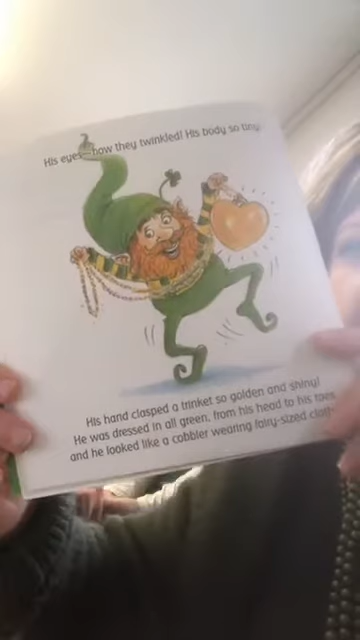 His eyes—how they twinkled! His body so tiny!
His hand clasped a trinket so golden and shiny!
He was dressed in all green, from his head to his toes,
and he looked like a cobbler wearing fairy-sized